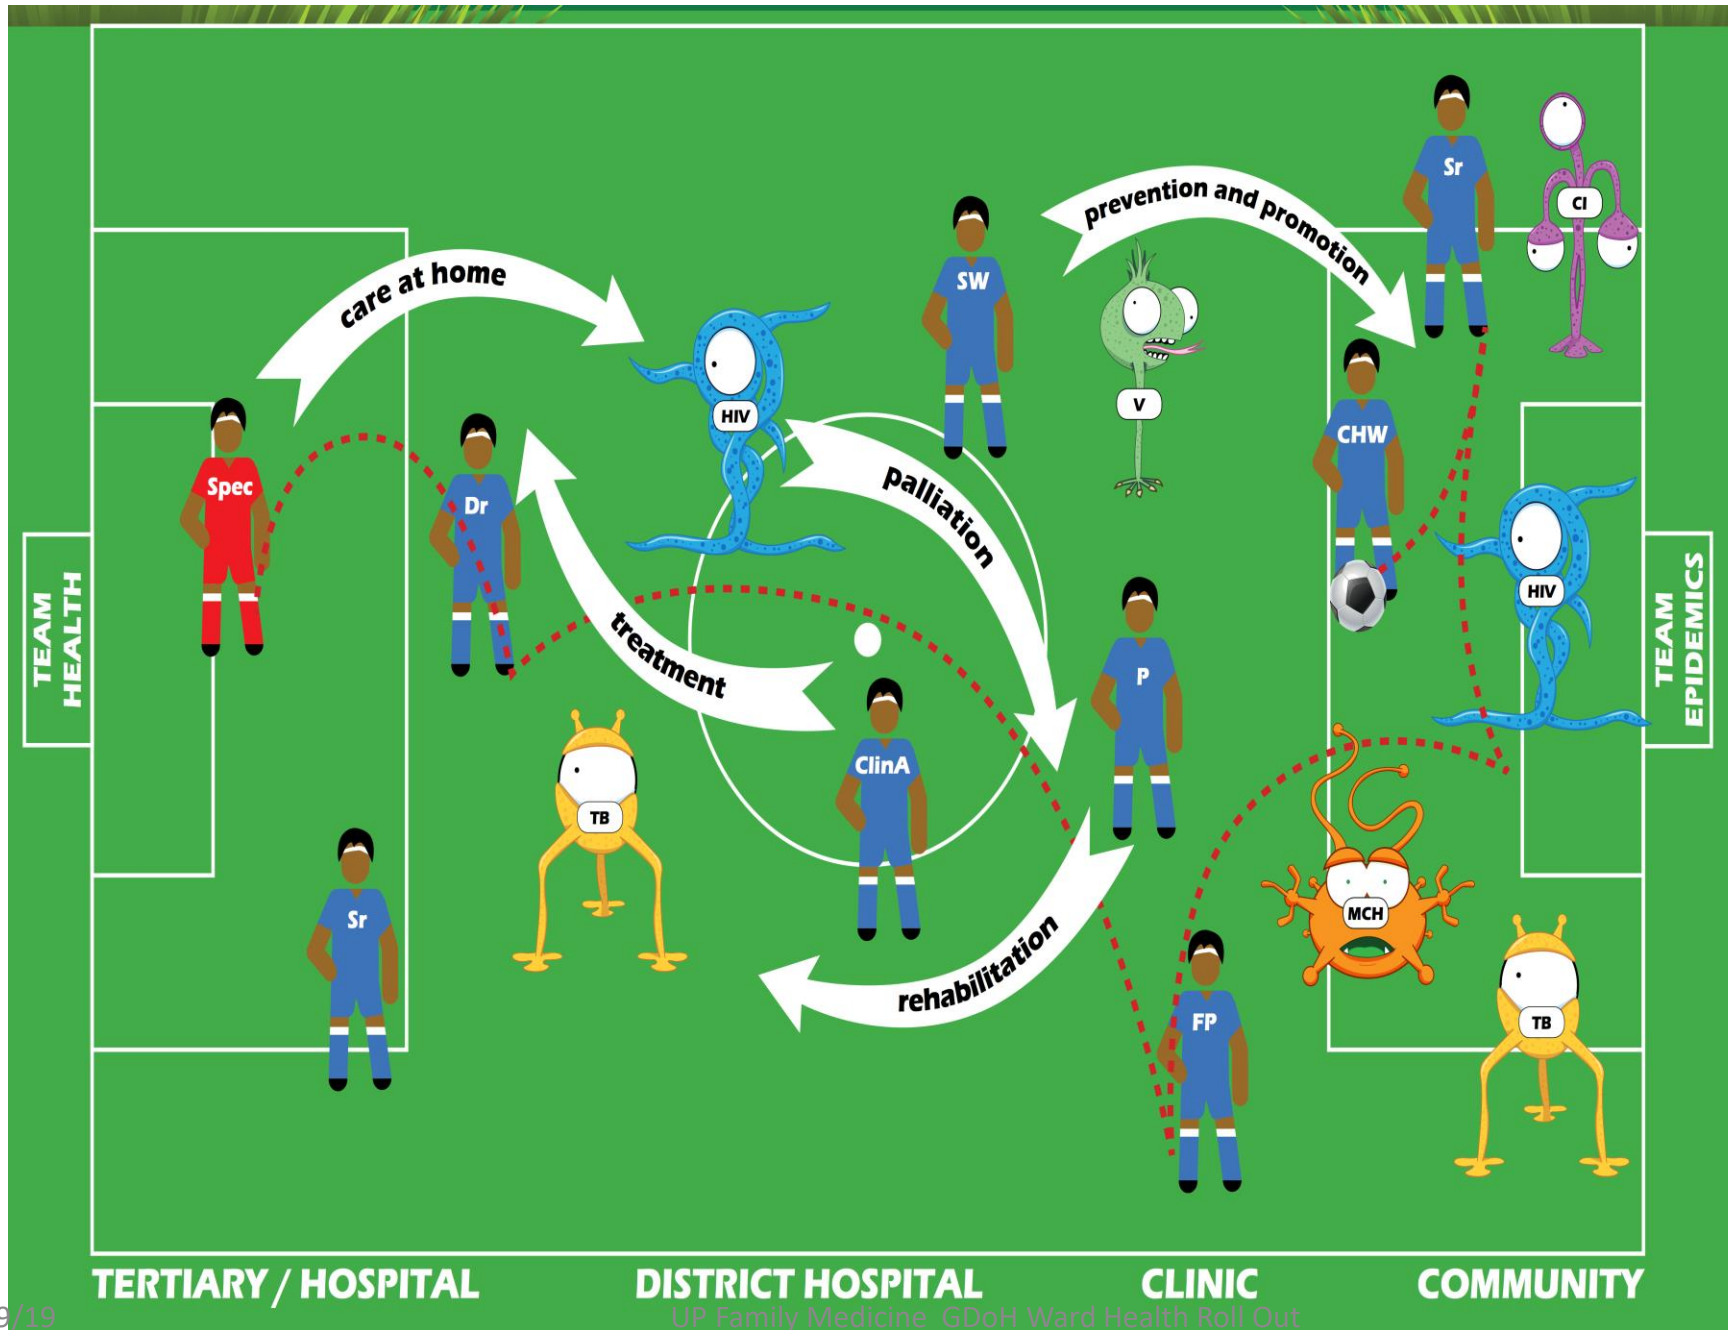 Sr
CI
prevention and promotion
SW
care at home
HIV
V
CHW
Spec
Dr
palliation
HIV
TEAM
HEALTH
TEAM
EPIDEMICS
treatment
P
ClinA
TB
MCH
Sr
rehabilitation
FP
TB
TERTIARY / HOSPITAL
DISTRICT HOSPITAL
CLINIC
COMMUNITY
9/19
UP Family Medicine GDoH Ward Health Roll Out